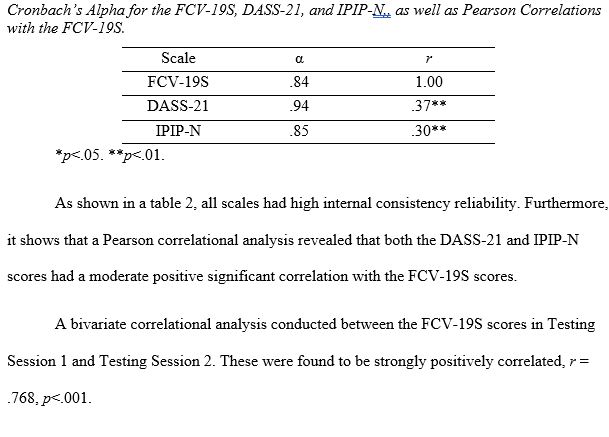 Cronbach's Alpha for the FCV-19S, DASS-21, and IPIP-N,, as well as Pearson Correlations
with the FCV-19S.
Scale α r
FCV-19S .84 1.00
DASS-21 .94 .37**
IPIP-N .85 .30**
*p<.05. **p<.01.
As shown in a table 2, all scales had high internal consistency reliability. Furthermore,
it shows that a Pearson correlational analysis revealed that both the DASS-21 and IPIP-N
scores had a moderate positive significant correlation with the FCV-19S scores.
A bivariate correlational analysis conducted between the FCV-19S scores in Testing
Session 1 and Testing Session 2. These were found to be strongly positively correlated, r =
.768, p<.001.